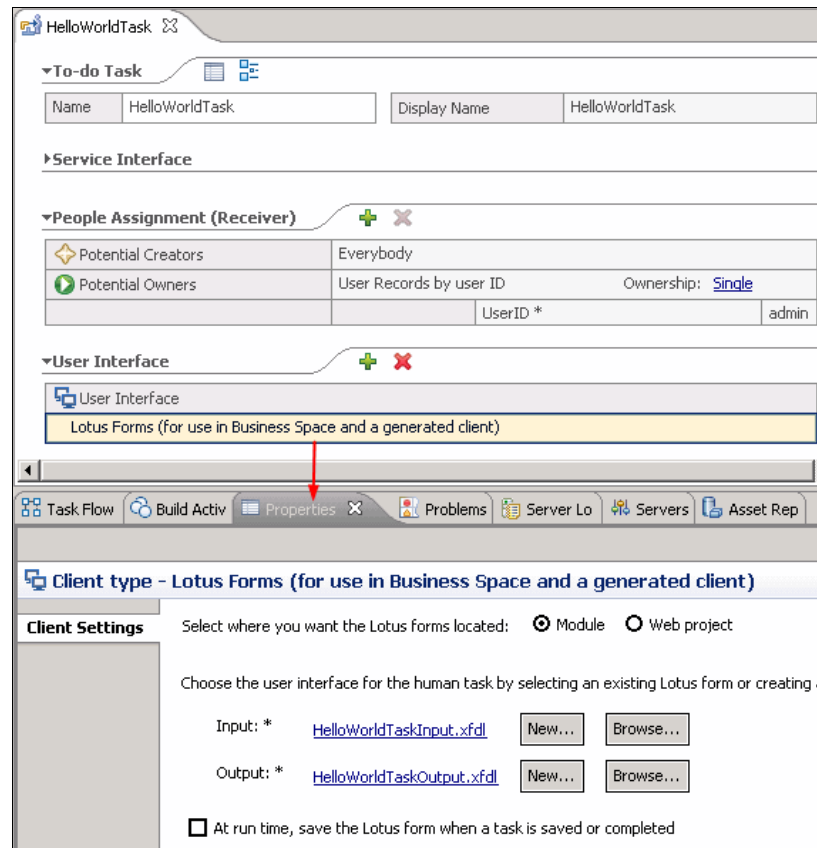 HelloWorldTask
To-do Task
Name HelloWorldTask Display Name HelloWorldTask
Service Interface
People Assignment (Receiver)
Potential Creators Everybody
Potential Owners User Records by user ID Ownership: Single
UserID * admin
User Interface
User Interface
Lotus Forms (for use in Business Space and a generated client)
Task Flow Build Activ Properties Problems Server Lo Servers Asset Rep
Client type - Lotus Forms (for use in Business Space and a generated client)
Client Settings Select where you want the Lotus forms located: Module Web project
Choose the user interface for the human task by selecting an existing Lotus form or creating
Input: * HelloWorldTaskInput.xfdl New... Browse...
Output: * HelloWorldTaskOutput.xfdl New... Browse...
At run time, save the Lotus form when a task is saved or completed